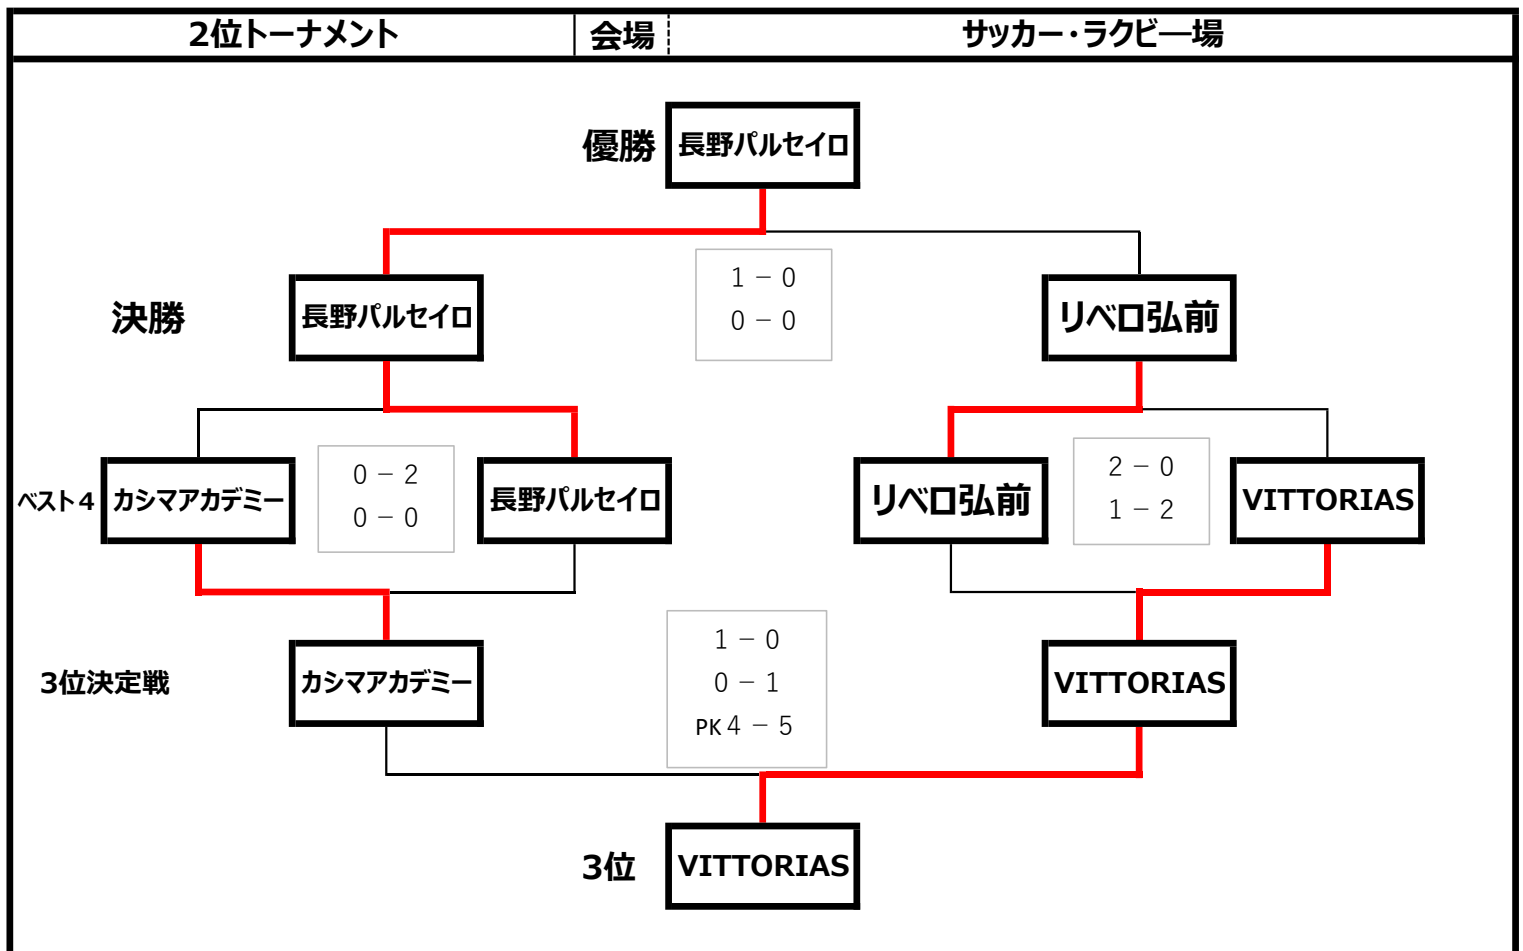 2位トーナメント 会場 サッカー・ラクビ―場
優勝 長野パルセイロ
1 － 0
0 － 0
決勝 長野パルセイロ リベロ弘前
0 － 2
0 － 0
2 － 0
1 － 2
ベスト４ カシマアカデミー 長野パルセイロ リベロ弘前 VITTORIAS
1 － 0
0 － 1
PK 4 － 5
3位決定戦 カシマアカデミー VITTORIAS
3位 VITTORIAS